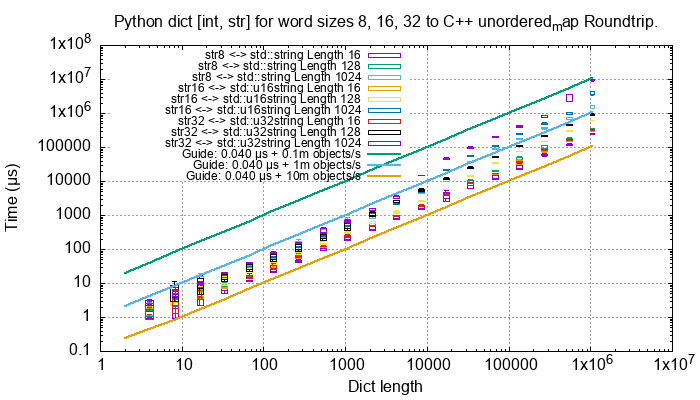 Python dict [int, str] for word sizes 8, 16, 32 to C++ unordered_map Roundtrip.
1x10^8
1x10^7
1x10^6
100000
10000
1000
100
10
1
0.1
Time (µs)
str8 <-> std::string Length 16
str8 <-> std::string Length 128
str8 <-> std::string Length 1024
str16 <-> std::u16string Length 16
str16 <-> std::u16string Length 128
str16 <-> std::u16string Length 1024
str32 <-> std::u32string Length 16
str32 <-> std::u32string Length 128
str32 <-> std::u32string Length 1024
Guide: 0.040 µs + 0.1m objects/s
Guide: 0.040 µs + 1m objects/s
Guide: 0.040 µs + 10m objects/s
1 10 100 1000 10000 100000 1x10^6 1x10^7
Dict length